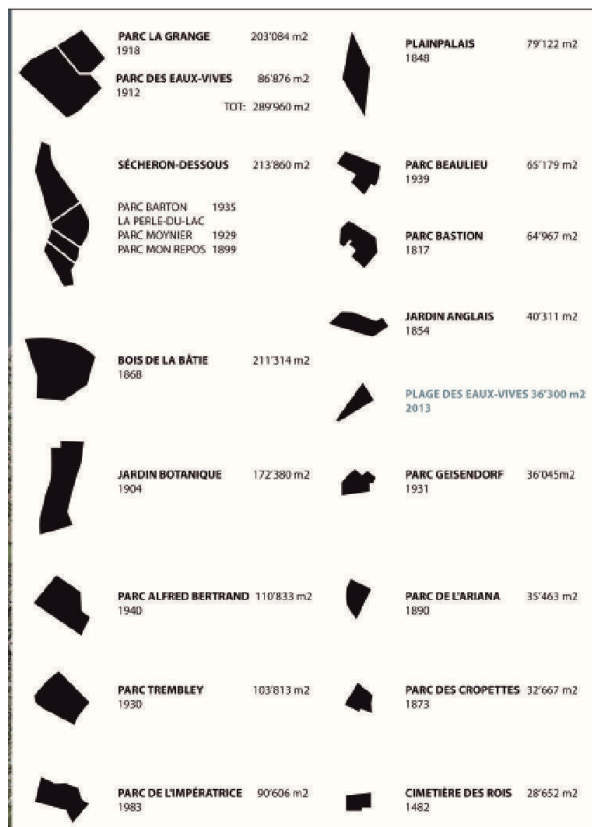 PARC LA GRANGE 203'084 m2
1918
PARC DES EAUX-VIVES 86'876 m2
1912
TOT: 289'960 m2
SÉCHERON-DESSOUS 213'860 m2
PARC BARTON 1935
LA PERLE-DU-LAC
PARC MOYNIER 1929
PARC MON REPOS 1899
BOIS DE LA BÂTIE 211'314 m2
1868
JARDIN BOTANIQUE 172'380 m2
1904
PARC ALFRED BERTRAND 110'833 m2
1940
PARC TREMBLEY 103'813 m2
1930
PARC DE L'IMPÉRATRICE 90'606 m2
1983
PLAINPALAIS 79'122 m2
1848
PARC BEAULIEU 65'179 m2
1939
PARC BASTION 64'967 m2
1817
JARDIN ANGLAIS 40'311 m2
1854
PLAGE DES EAUX-VIVES 36'300 m2
2013
PARC GEISENDORF 36'045m2
1931
PARC DE L'ARIANA 35'463 m2
1890
PARC DES CROPETTES 32'667 m2
1873
CIMETIÈRE DES ROIS 28'652 m2
1482